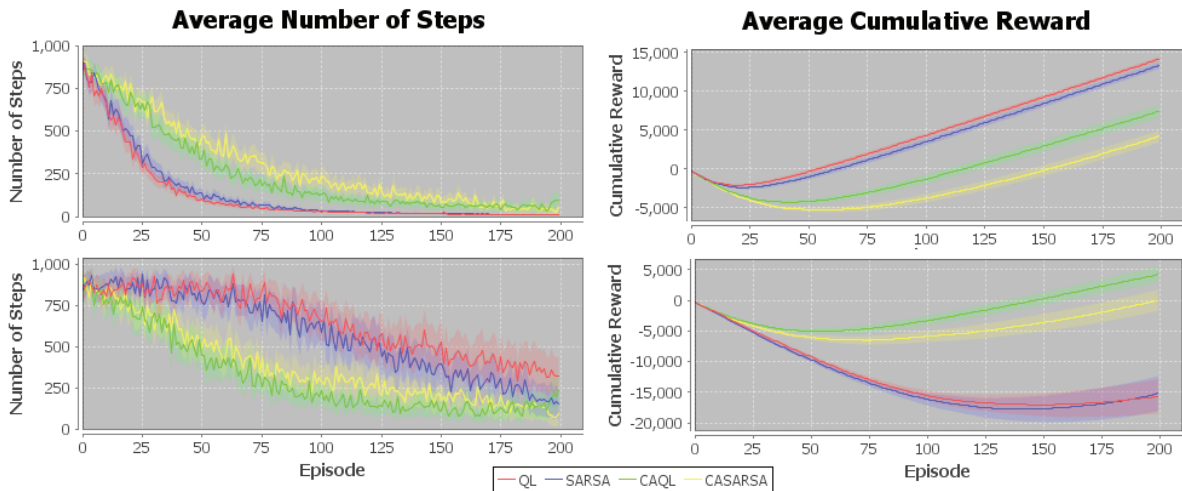 Average Number of Steps
Average Cumulative Reward
Number of Steps
1,000
750
500
250
0
0 25 50 75 100 125 150 175 200
Cumulative Reward
15,000
10,000
5,000
0
-5,000
0 25 50 75 100 125 150 175 200
Number of Steps
1,000
750
500
250
0
0 25 50 75 100 125 150 175 200
Episode
Cumulative Reward
5,000
0
-5,000
-10,000
-15,000
-20,000
0 25 50 75 100 125 150 175 200
Episode
QL SARSA CAQL CASARSA